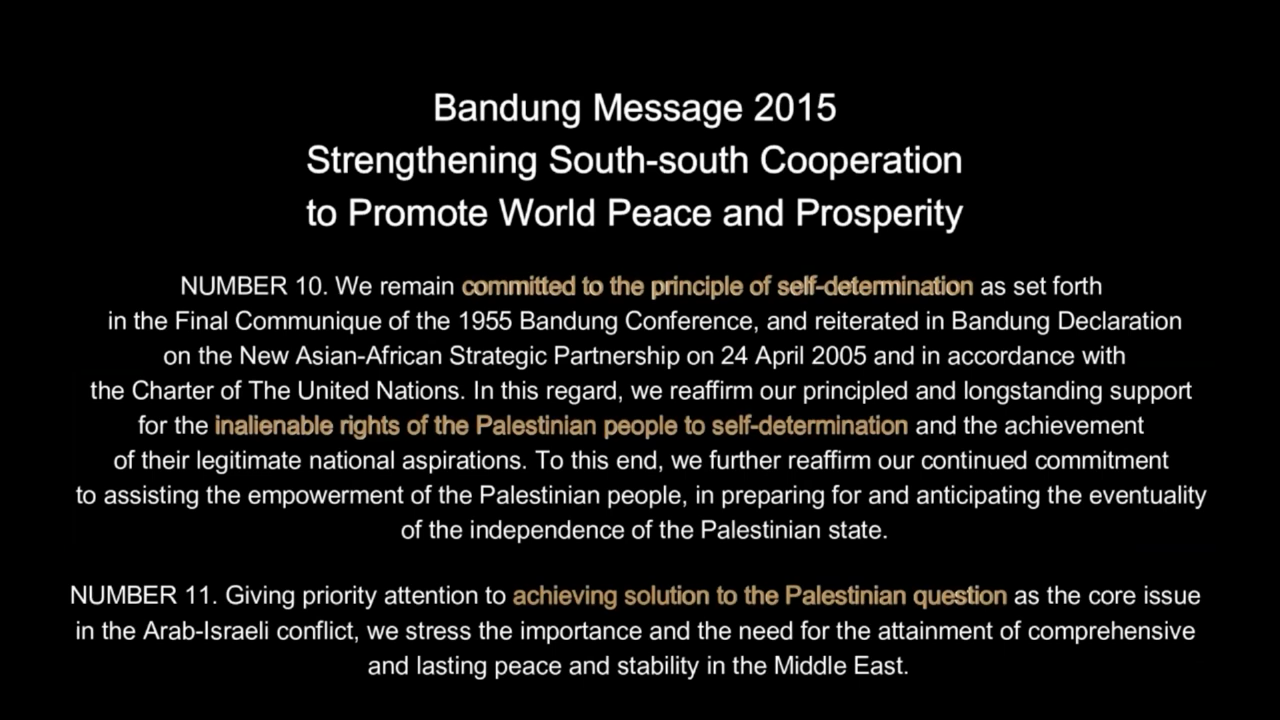 Bandung Message 2015
Strengthening South-south Cooperation
to Promote World Peace and Prosperity
NUMBER 10. We remain committed to the principle of self-determination as set forth
in the Final Communique of the 1955 Bandung Conference, and reiterated in Bandung Declaration
on the New Asian-African Strategic Partnership on 24 April 2005 and in accordance with
the Charter of The United Nations. In this regard, we reaffirm our principled and longstanding support
for the inalienable rights of the Palestinian people to self-determination and the achievement
of their legitimate national aspirations. To this end, we further reaffirm our continued commitment
to assisting the empowerment of the Palestinian people, in preparing for and anticipating the eventuality
of the independence of the Palestinian state.
NUMBER 11. Giving priority attention to achieving solution to the Palestinian question as the core issue
in the Arab-Israeli conflict, we stress the importance and the need for the attainment of comprehensive
and lasting peace and stability in the Middle East.